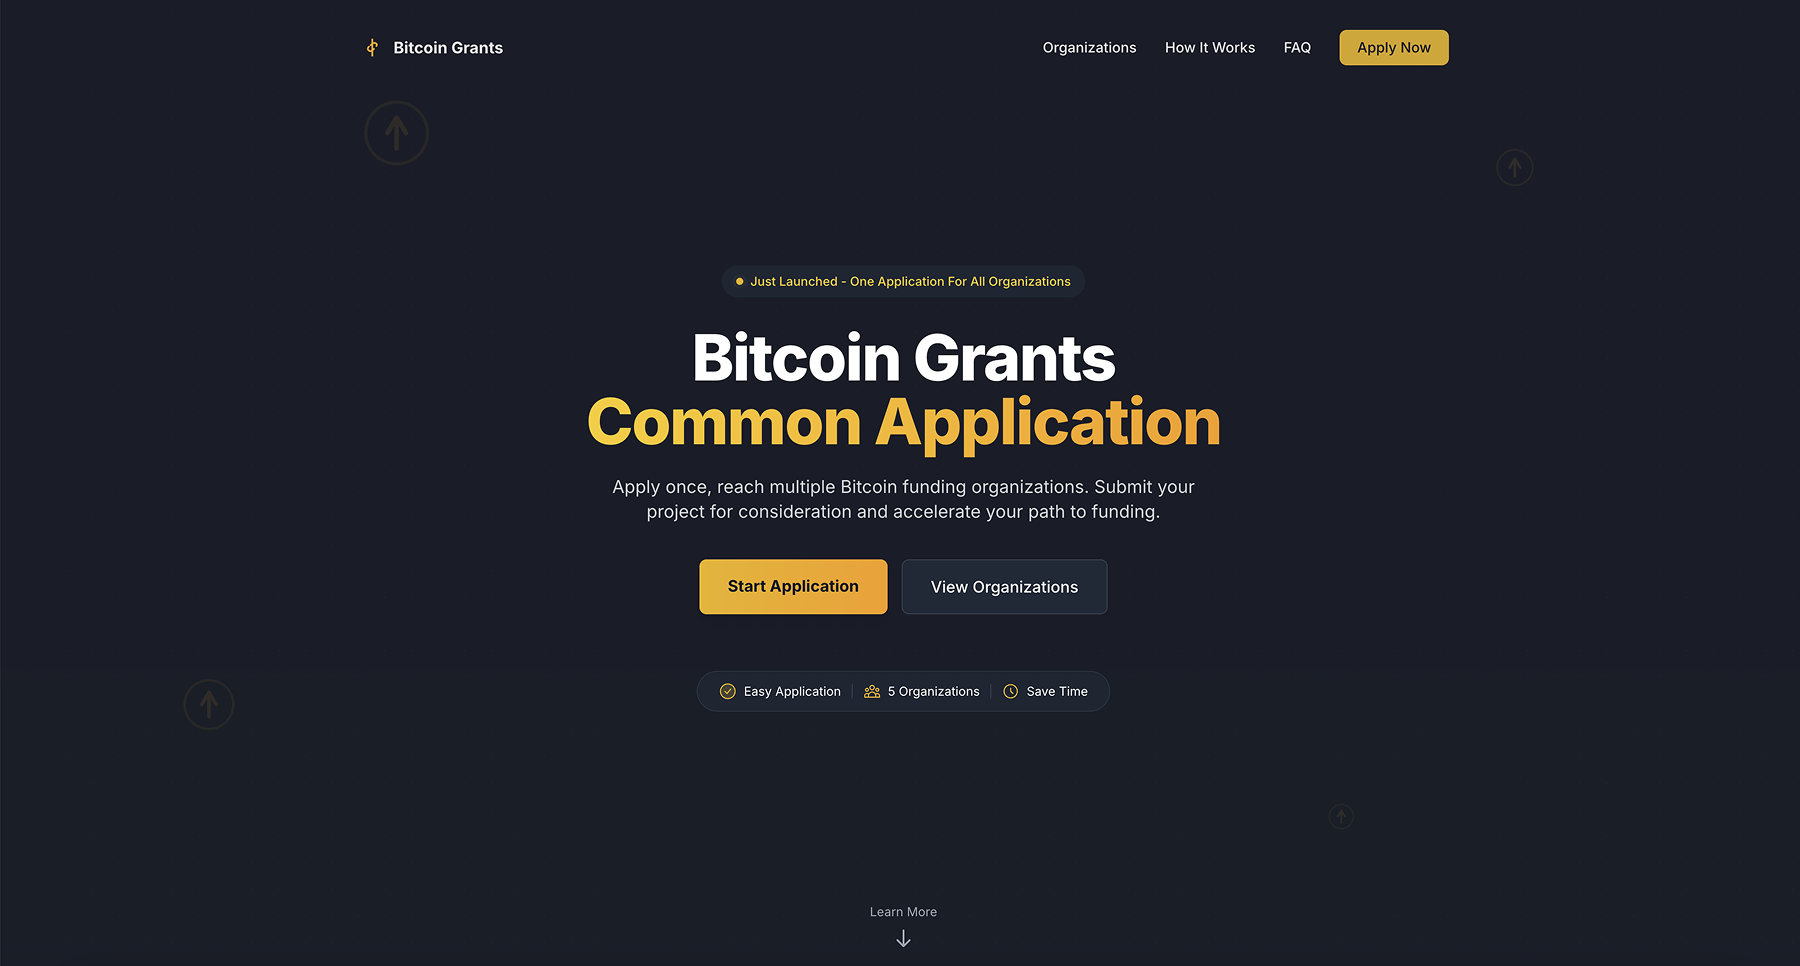 Bitcoin Grants
Organizations
How It Works
FAQ
Apply Now
Just Launched - One Application For All Organizations
Bitcoin Grants
Common Application
Apply once, reach multiple Bitcoin funding organizations. Submit your
project for consideration and accelerate your path to funding.
Start Application
View Organizations
Easy Application
5 Organizations
Save Time
Learn More